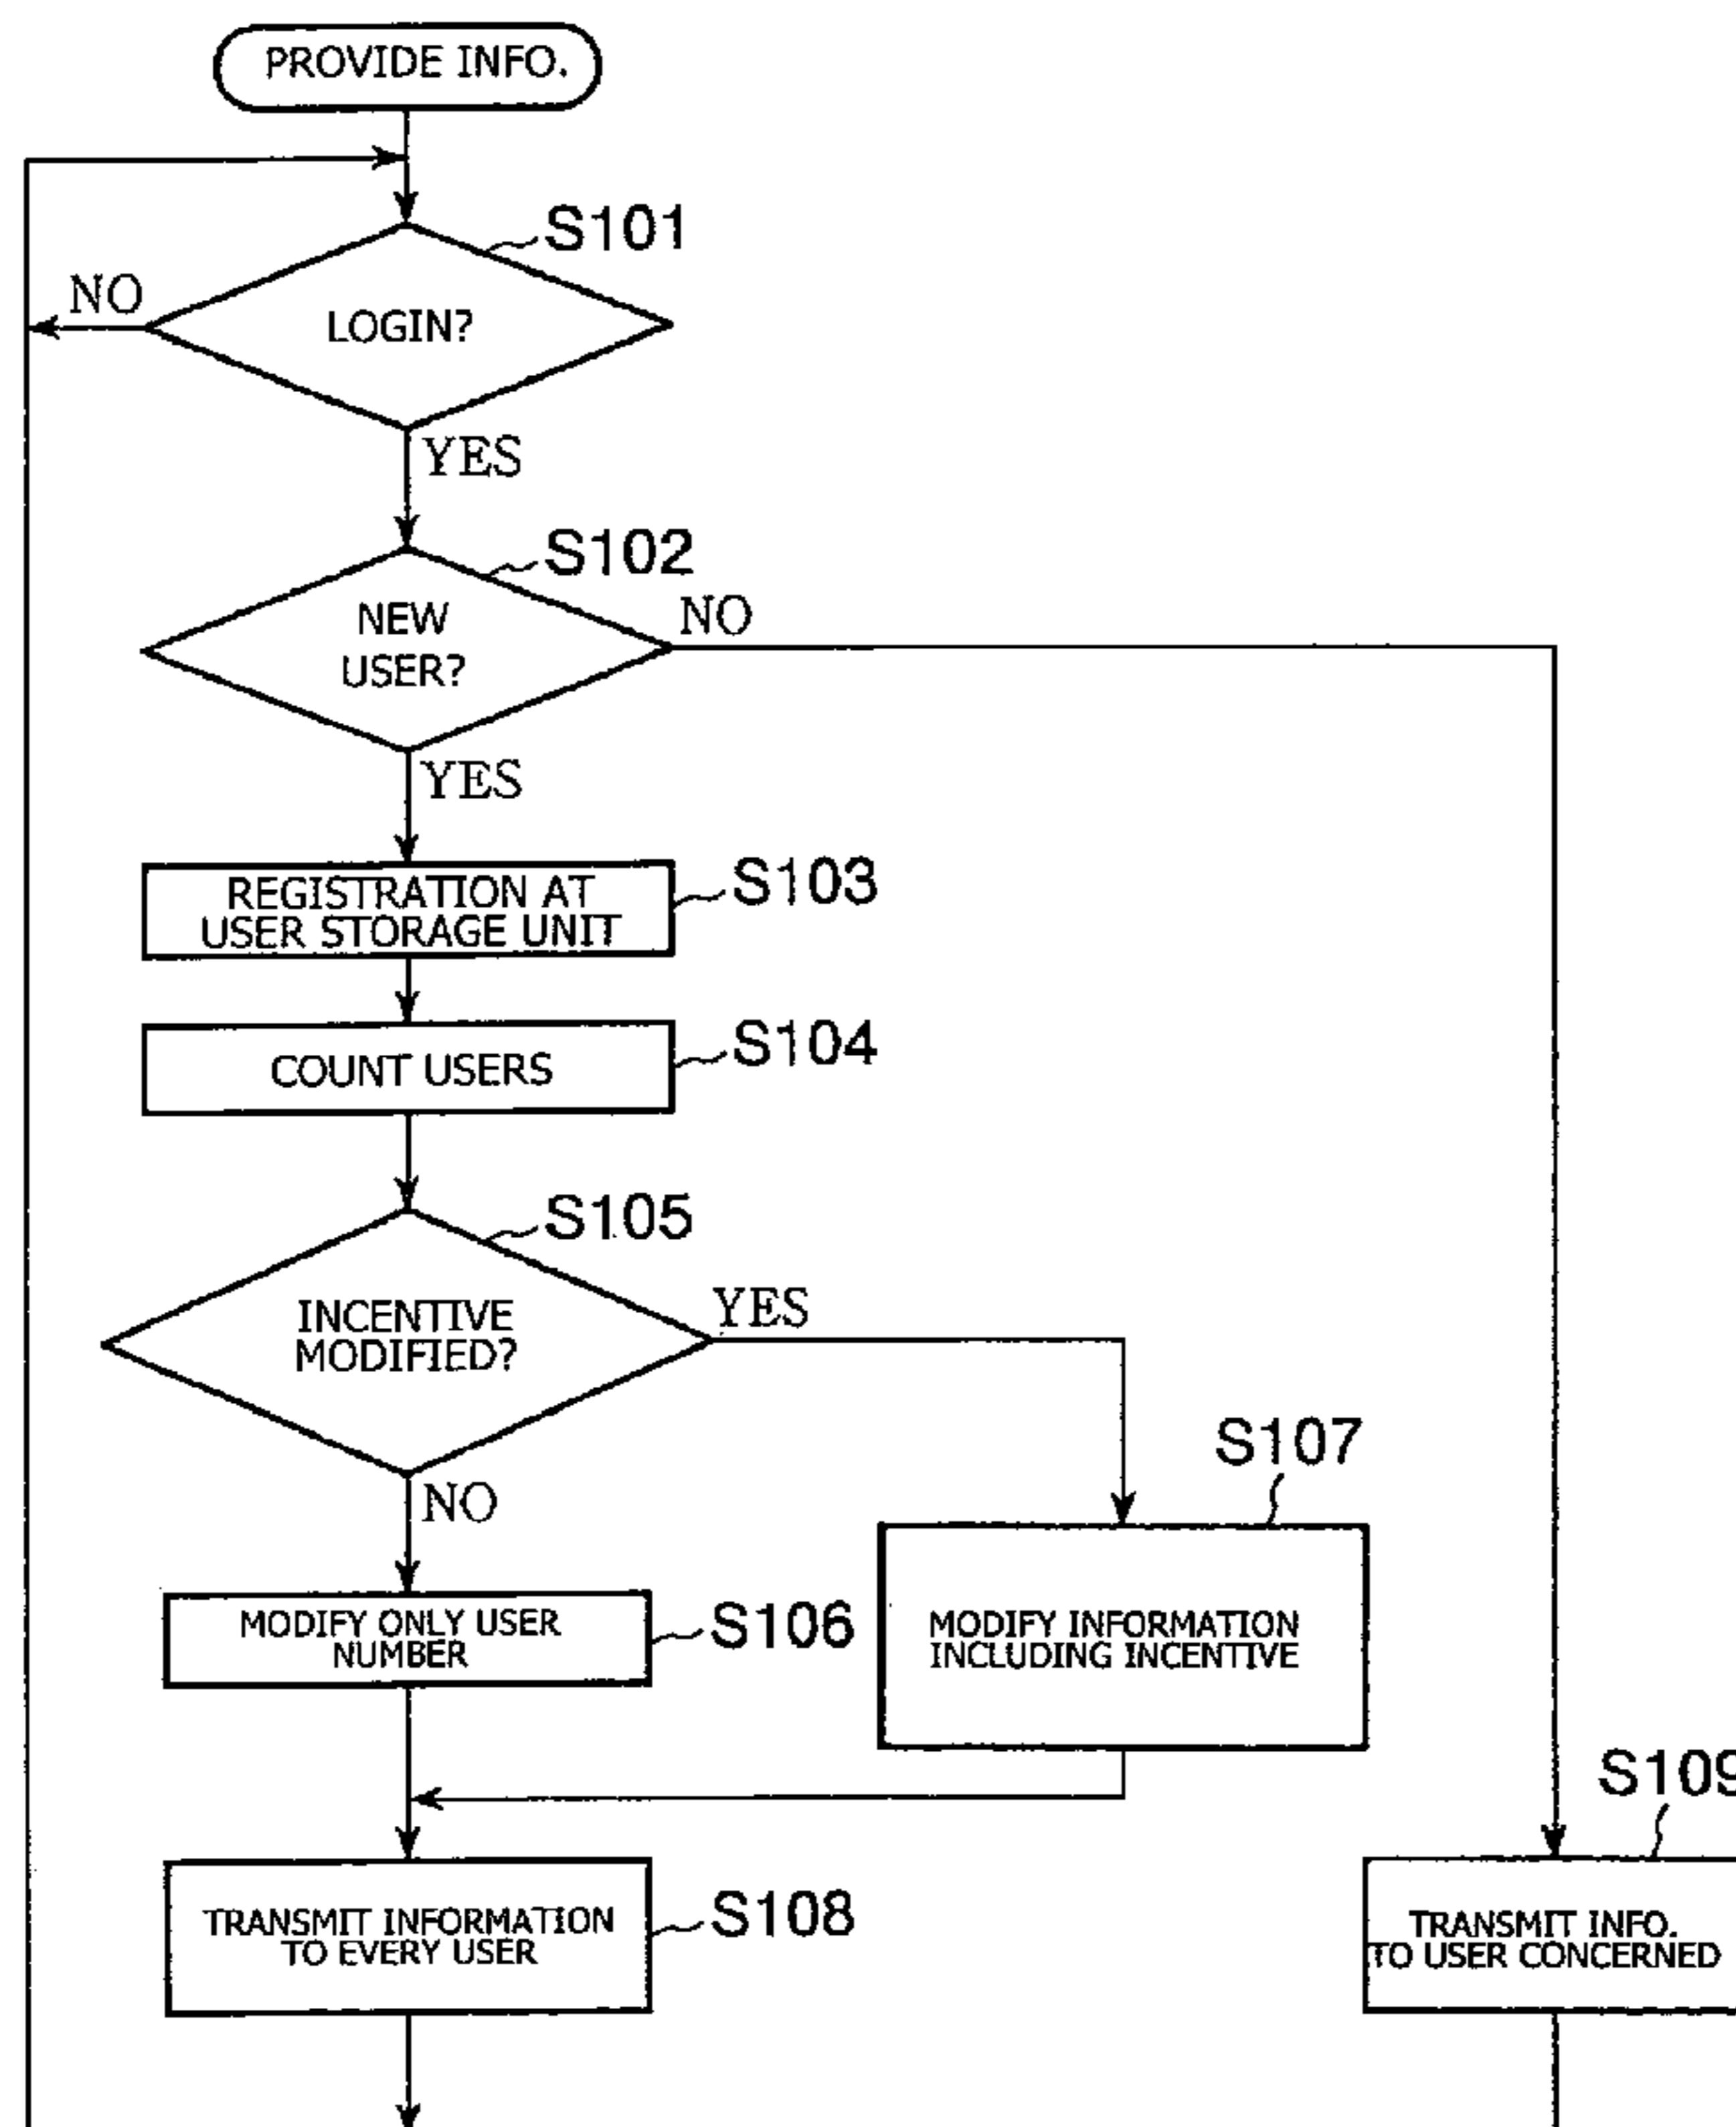 PROVIDE INFO.
S101
NO
LOGIN?
YES
S102
NEW
USER?
NO
YES
S103
REGISTRATION AT
USER STORAGE UNIT
S104
COUNT USERS
S105
INCENTIVE
MODIFIED?
YES
NO
S107
MODIFY ONLY USER
NUMBER
S106
MODIFY INFORMATION
INCLUDING INCENTIVE
S109
TRANSMIT INFORMATION
TO EVERY USER
S108
TRANSMIT INFO.
TO USER CONCERNED